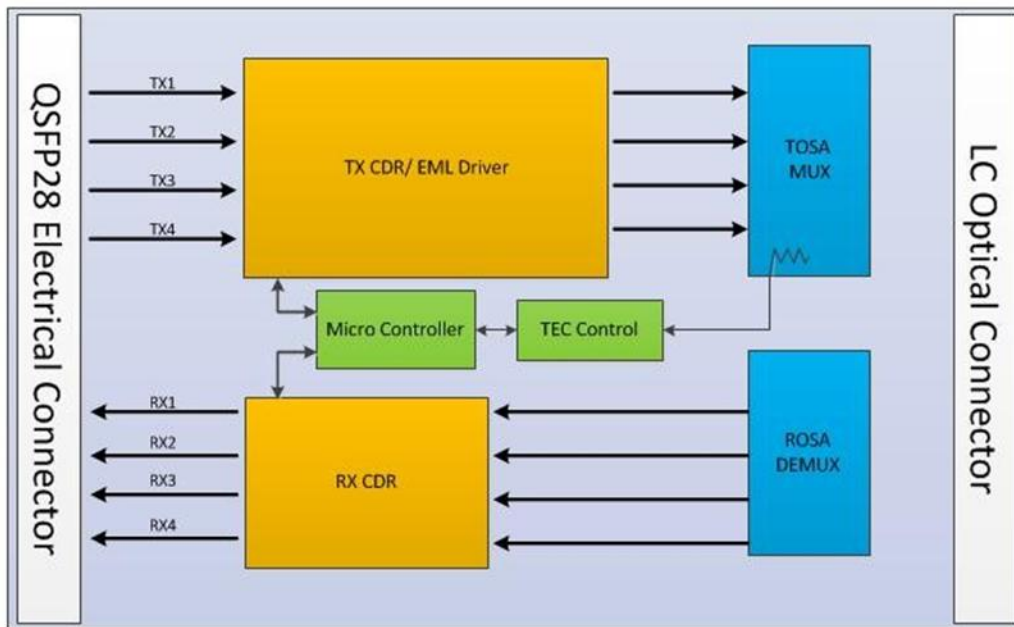 QSFP28 Electrical Connector
TX1
TX2
TX3
TX4
TX CDR/ EML Driver
TOSA
MUX
LC Optical Connector
Micro Controller
TEC Control
RX1
RX2
RX3
RX4
RX CDR
ROSA
DEMUX